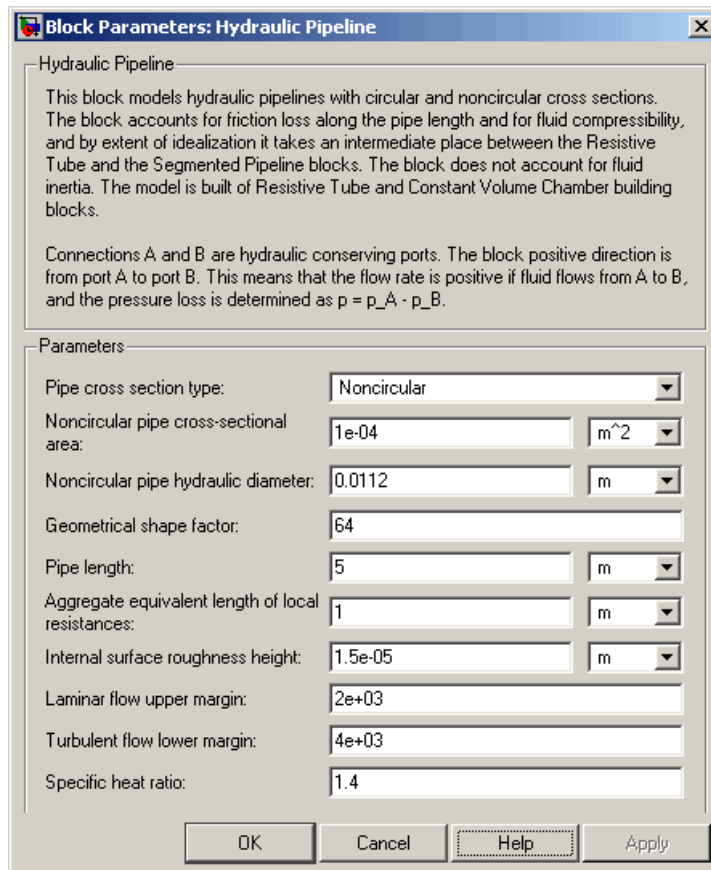 Block Parameters: Hydraulic Pipeline
Hydraulic Pipeline
This block models hydraulic pipelines with circular and noncircular cross sections.
The block accounts for friction loss along the pipe length and for fluid compressibility,
and by extent of idealization it takes an intermediate place between the Resistive
Tube and the Segmented Pipeline blocks. The block does not account for fluid
inertia. The model is built of Resistive Tube and Constant Volume Chamber building
blocks.
Connections A and B are hydraulic conserving ports. The block positive direction is
from port A to port B. This means that the flow rate is positive if fluid flows from A to B,
and the pressure loss is determined as p = p_A - p_B.
Parameters
Pipe cross section type: Noncircular
Noncircular pipe cross-sectional
area: 1e-04 m^2
Noncircular pipe hydraulic diameter: 0.0112 m
Geometrical shape factor: 64
Pipe length: 5 m
Aggregate equivalent length of local
resistances: 1 m
Internal surface roughness height: 1.5e-05 m
Laminar flow upper margin: 2e+03
Turbulent flow lower margin: 4e+03
Specific heat ratio: 1.4
OK Cancel Help Apply